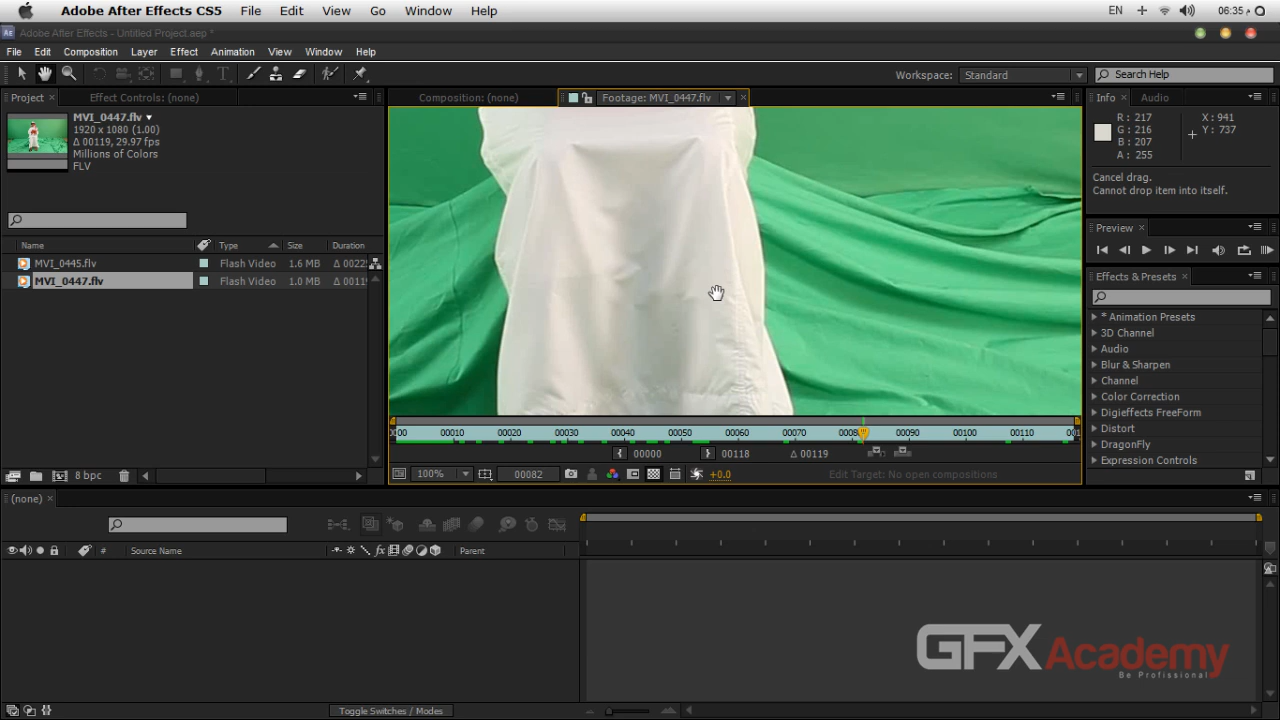 Adobe After Effects CS5 File Edit View Go Window Help EN 06:35 م
Adobe After Effects - Untitled Project.aep *
File Edit Composition Layer Effect Animation View Window Help
Workspace: Standard Search Help
Project Effect Controls: (none) Composition: (none) Footage: MVI_0447.flv Info Audio
MVI_0447.flv
1920 x 1080 (1.00)
Δ 00119, 29.97 fps
Millions of Colors
FLV
R : 217 X : 941
G : 216 Y : 737
B : 207
A : 255
Cancel drag.
Cannot drop item into itself.
Preview
Name Type Size Duration
MVI_0445.flv Flash Video 1.6 MB
MVI_0447.flv Flash Video 1.0 MB
Effects & Presets
* Animation Presets
3D Channel
Audio
Blur & Sharpen
Channel
Color Correction
Digieffects FreeForm
Distort
DragonFly
Expression Controls
00010 00020 00030 00040 00050 00060 00070 00090 00100 00110
00000 00118 Δ 00119
8 bpc 100% 00082 +0.0 Edit Target: No open compositions
(none)
# Source Name Parent
GFX Academy
Be Profissional
Toggle Switches / Modes